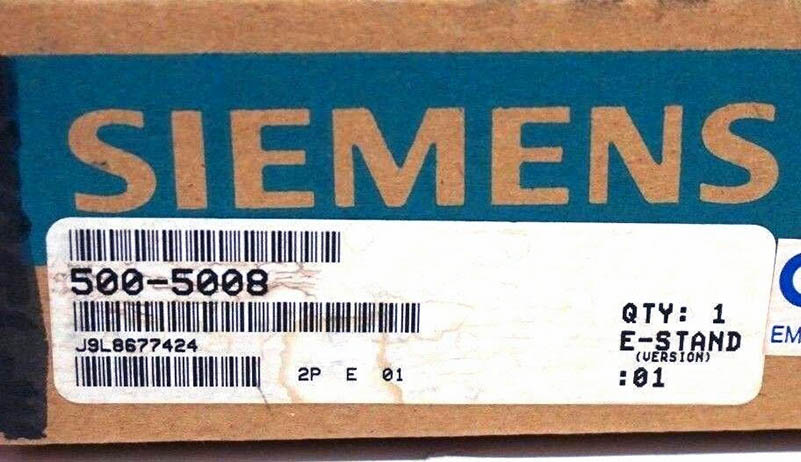 SIEMENS
500-5008
J9L8677424
2P E 01
QTY: 1
E-STAND
(VERSION)
:01
EM